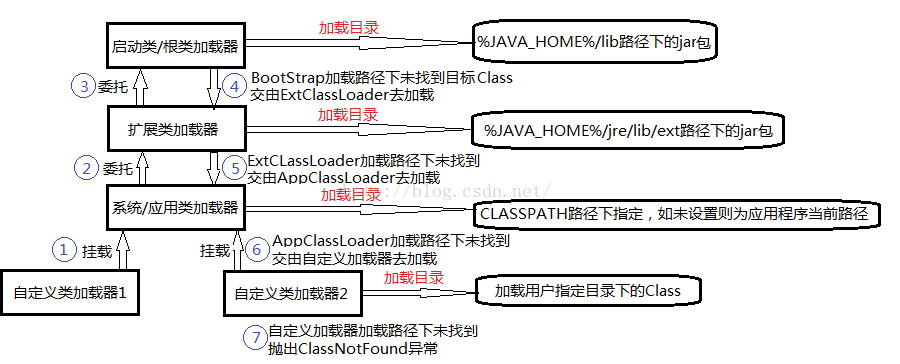 启动类/根类加载器
加载目录
%JAVA_HOME%/lib路径下的jar包
③ 委托
④ BootStrap加载路径下未找到目标Class
交由ExtClassLoader去加载
扩展类加载器
加载目录
%JAVA_HOME%/jre/lib/ext路径下的jar包
② 委托
⑤ ExtCLassLoader加载路径下未找到
交由AppClassLoader去加载
blog.csdn.net/
系统/应用类加载器
加载目录
CLASSPATH路径下指定，如未设置则为应用程序当前路径
① 挂载
挂载
⑥ AppClassLoader加载路径下未找到
交由自定义加载器去加载
自定义类加载器1
自定义类加载器2
加载目录
加载用户指定目录下的Class
⑦ 自定义加载器加载路径下未找到
抛出ClassNotFound异常